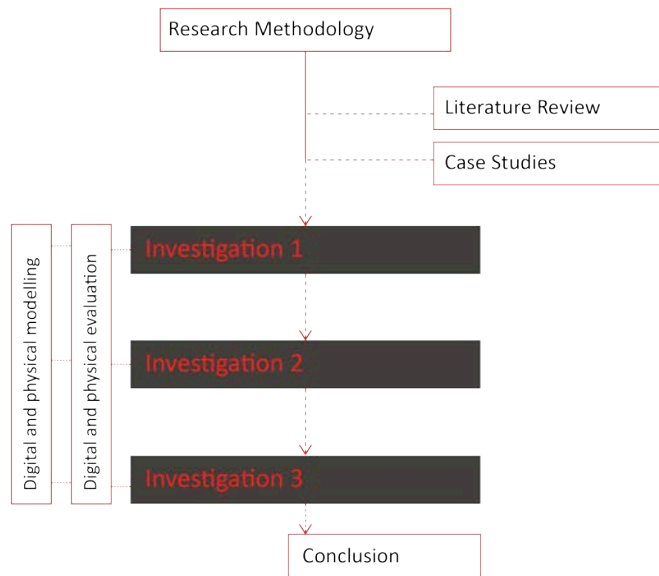 Research Methodology
Literature Review
Case Studies
Digital and physical modelling
Digital and physical evaluation
Investigation 1
Investigation 2
Investigation 3
Conclusion